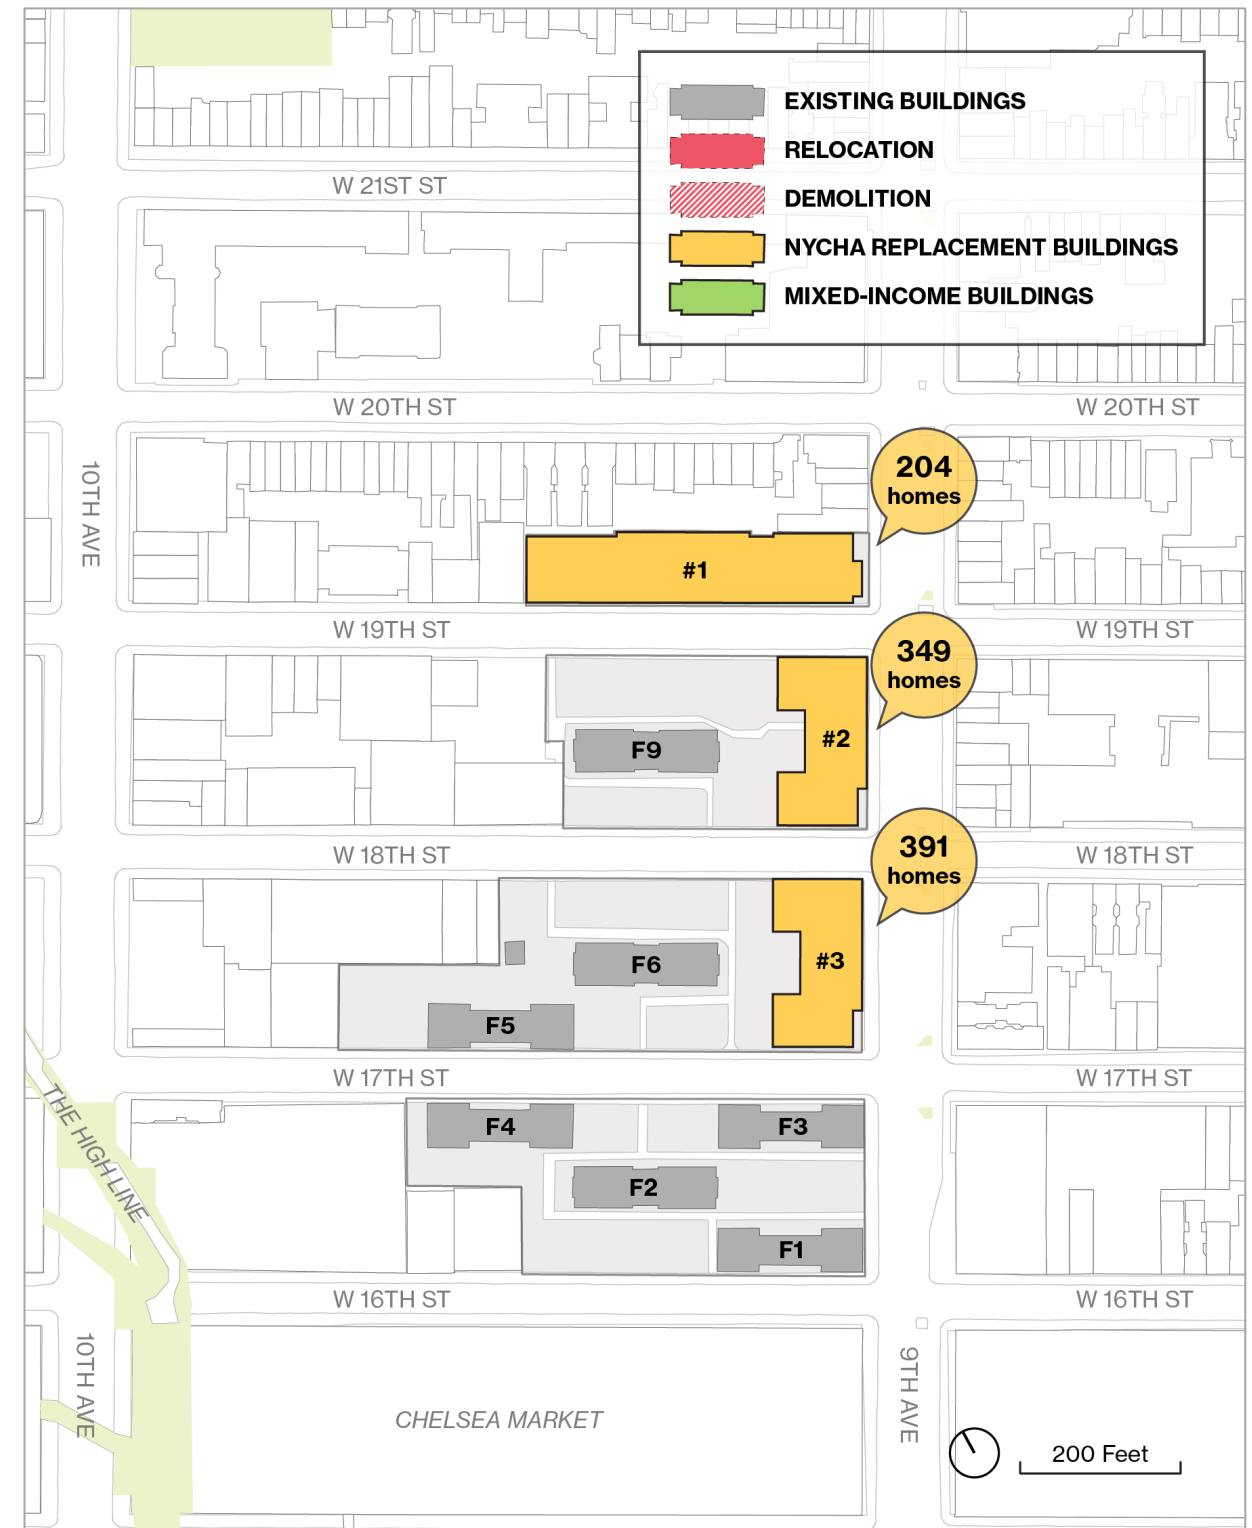 EXISTING BUILDINGS
RELOCATION
DEMOLITION
NYCHA REPLACEMENT BUILDINGS
MIXED-INCOME BUILDINGS
W 21ST ST
W 20TH ST
W 20TH ST
10TH AVE
204
homes
#1
W 19TH ST
W 19TH ST
349
homes
#2
F9
W 18TH ST
W 18TH ST
391
homes
#3
F6
F5
W 17TH ST
W 17TH ST
THE HIGH LINE
F4
F3
F2
F1
W 16TH ST
W 16TH ST
10TH AVE
9TH AVE
CHELSEA MARKET
200 Feet